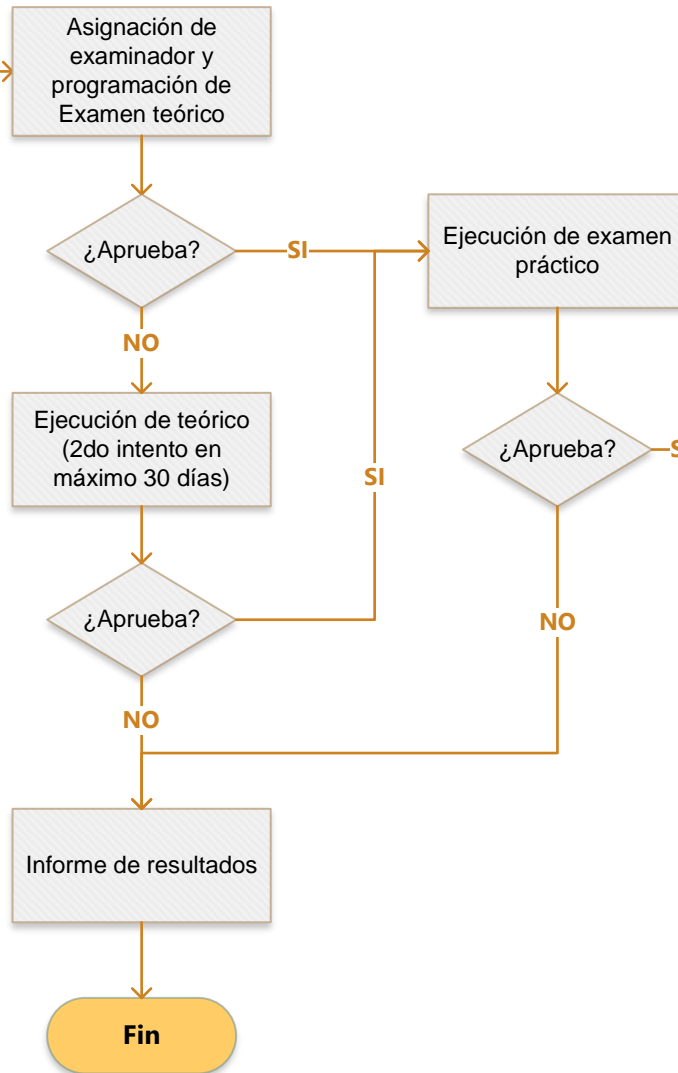 Asignación de
examinador y
programación de
Examen teórico
¿Aprueba?
SI
Ejecución de examen
práctico
NO
Ejecución de teórico
(2do intento en
máximo 30 días)
SI
¿Aprueba?
¿Aprueba?
NO
NO
Informe de resultados
Fin